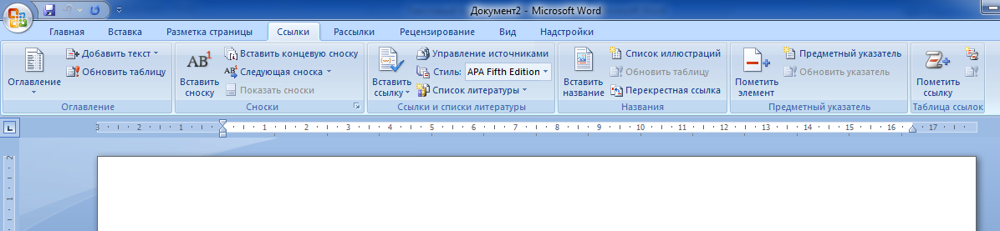 Документ2 - Microsoft Word
Главная Вставка Разметка страницы Ссылки Рассылки Рецензирование Вид Надстройки
Оглавление
Добавить текст
Обновить таблицу
Оглавление
AB1
Вставить сноску
Вставить концевую сноску
Следующая сноска
Показать сноски
Сноски
Вставить ссылку
Управление источниками
Стиль: APA Fifth Edition
Список литературы
Ссылки и списки литературы
Вставить название
Список иллюстраций
Обновить таблицу
Перекрестная ссылка
Названия
Пометить элемент
Предметный указатель
Обновить указатель
Предметный указатель
Пометить ссылку
Таблица ссылок
3 2 1 1 2 3 4 5 6 7 8 9 10 11 12 13 14 15 16 17
2
1